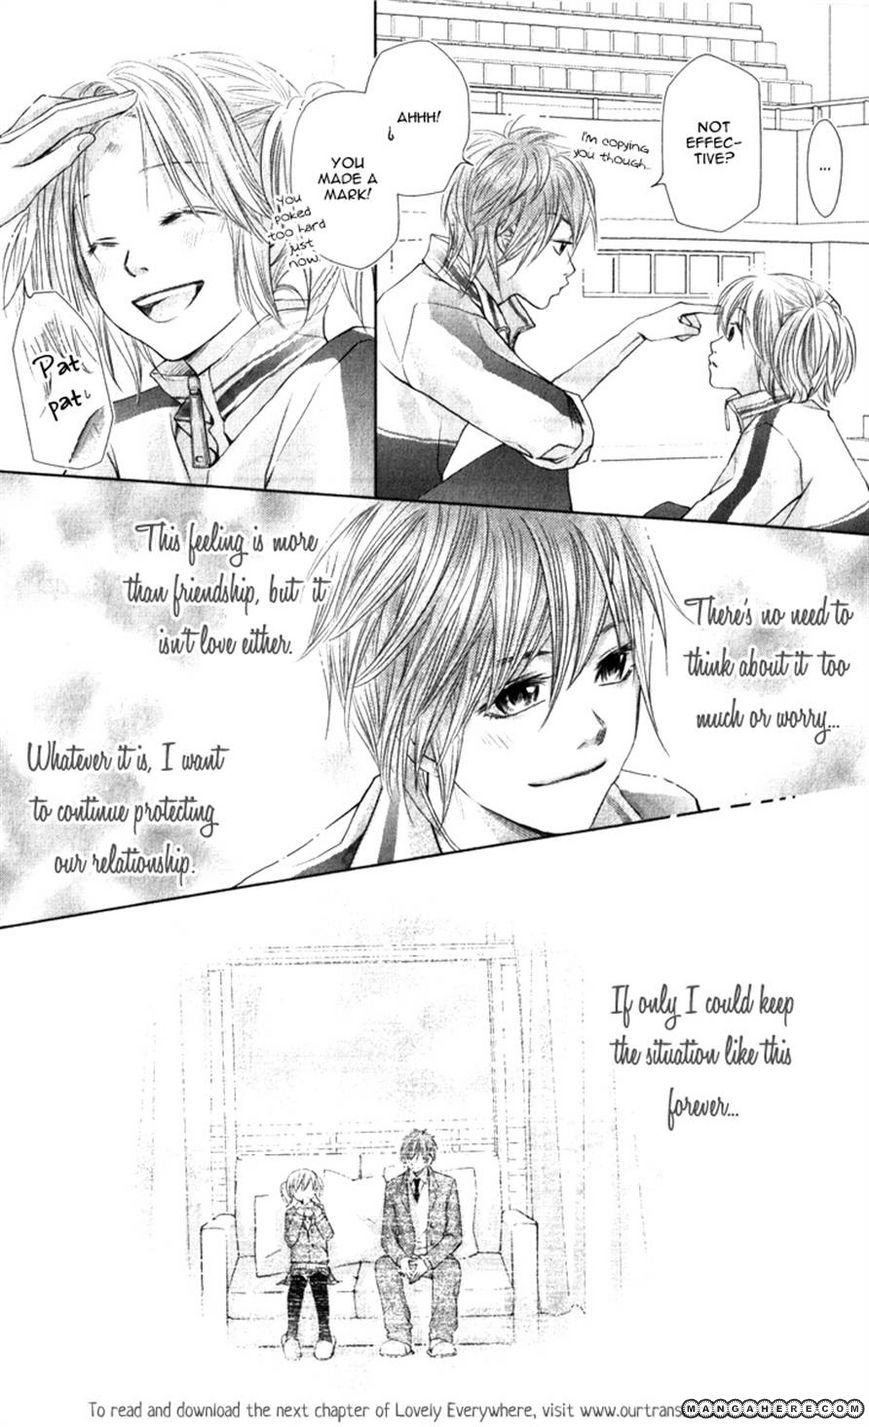 ...
NOT
EFFEC-
TIVE?
I'm copying
you though..
AHHH!
YOU
MADE A
MARK!
You
poked
too hard
just
now.
Pat
pat
This feeling is more
than friendship, but it
isn't love either.
There's no need to
think about it too
much or worry...
Whatever it is, I want
to continue protecting
our relationship.
If only I could keep
the situation like this
forever...
To read and download the next chapter of Lovely Everywhere, visit www.ourtrans
MANGAHERE.COM